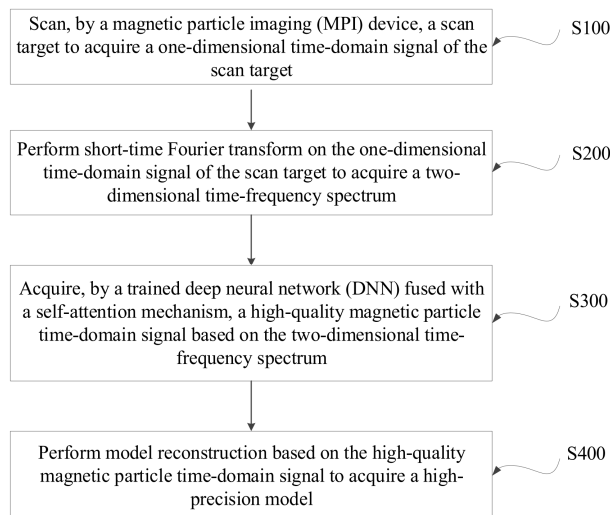 Scan, by a magnetic particle imaging (MPI) device, a scan
target to acquire a one-dimensional time-domain signal of
the scan target
S100
Perform short-time Fourier transform on the one-dimensional
time-domain signal of the scan target to acquire a two-
dimensional time-frequency spectrum
S200
Acquire, by a trained deep neural network (DNN) fused with
a self-attention mechanism, a high-quality magnetic particle
time-domain signal based on the two-dimensional time-
frequency spectrum
S300
Perform model reconstruction based on the high-quality
magnetic particle time-domain signal to acquire a high-
precision model
S400